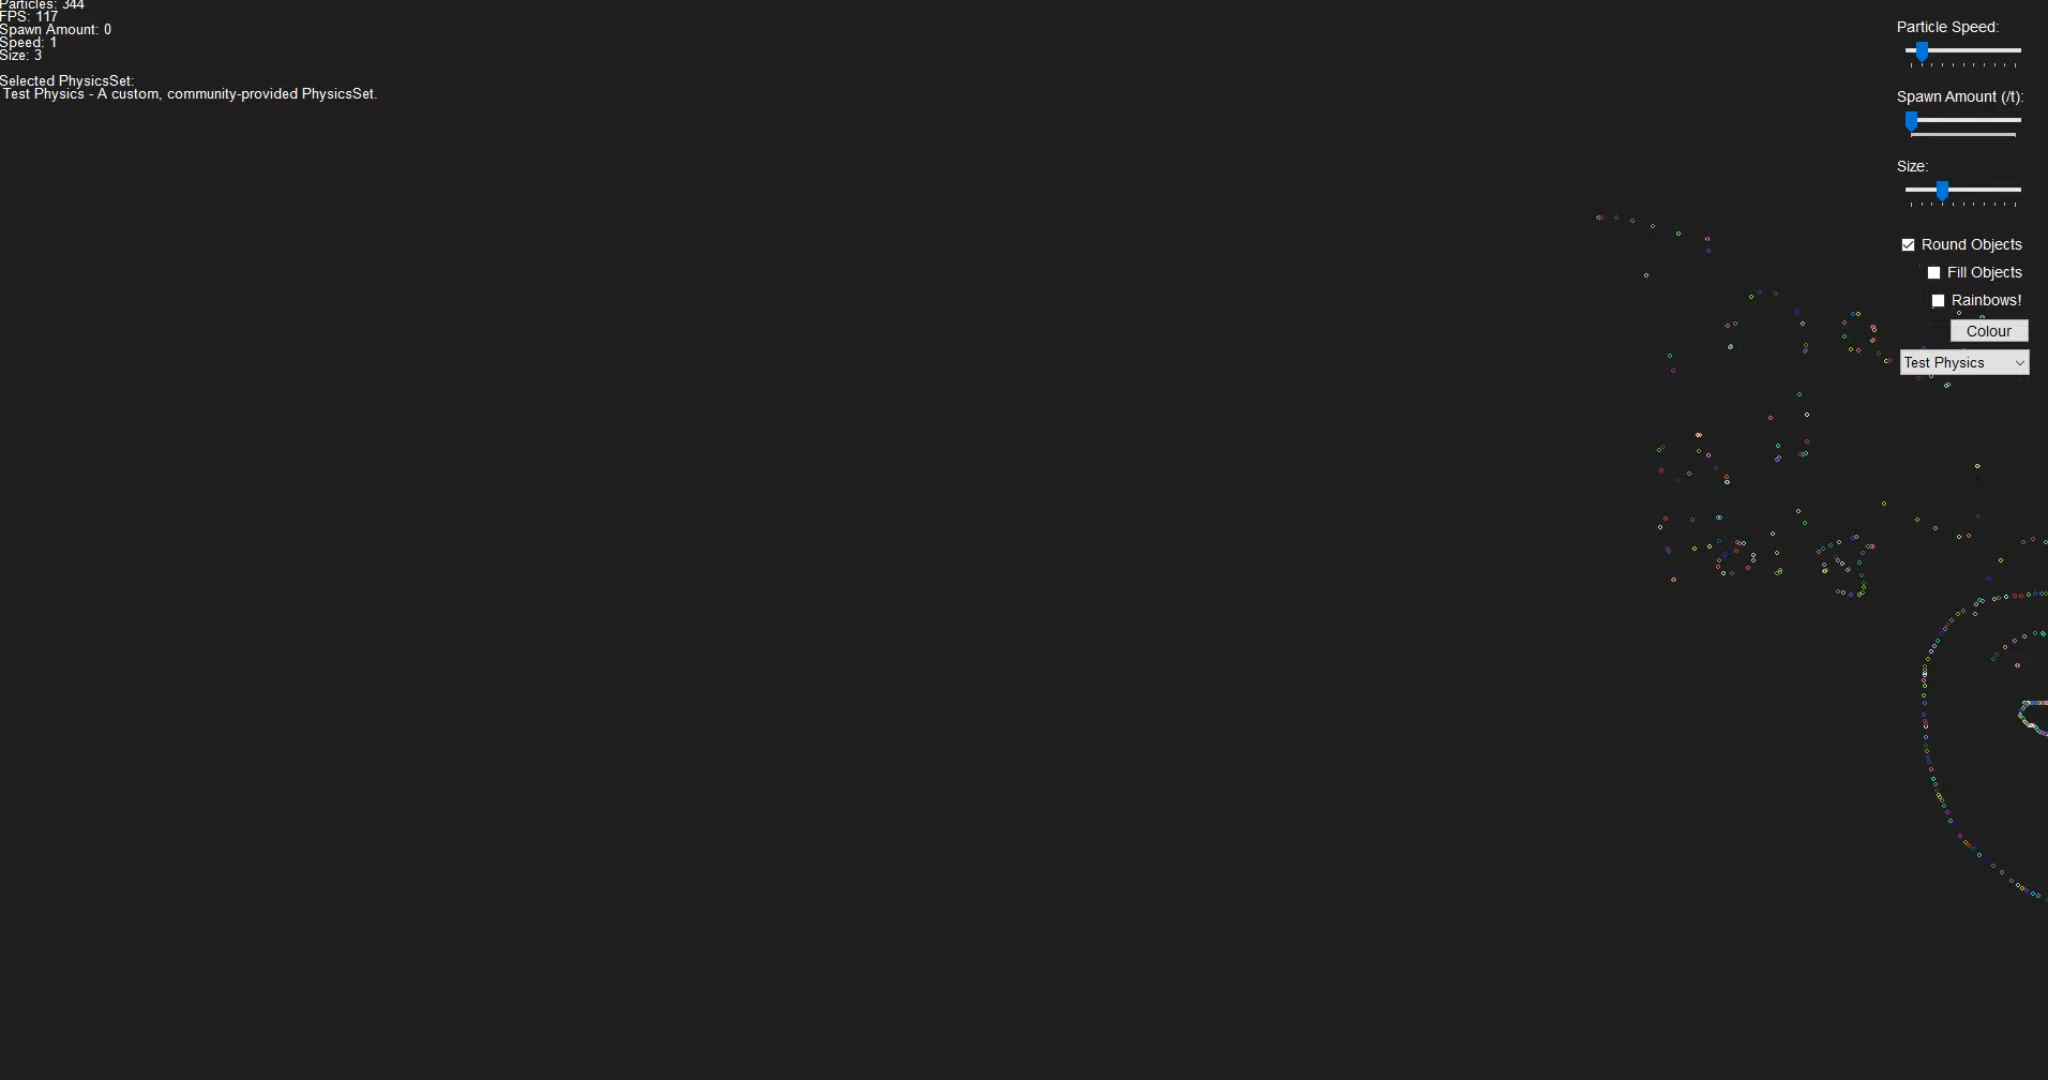 Particles: 344
FPS: 117
Spawn Amount: 0
Speed: 1
Size: 3
Selected PhysicsSet:
Test Physics - A custom, community-provided PhysicsSet.
Particle Speed:
Spawn Amount (/t):
Size:
Round Objects
Fill Objects
Rainbows!
Colour
Test Physics